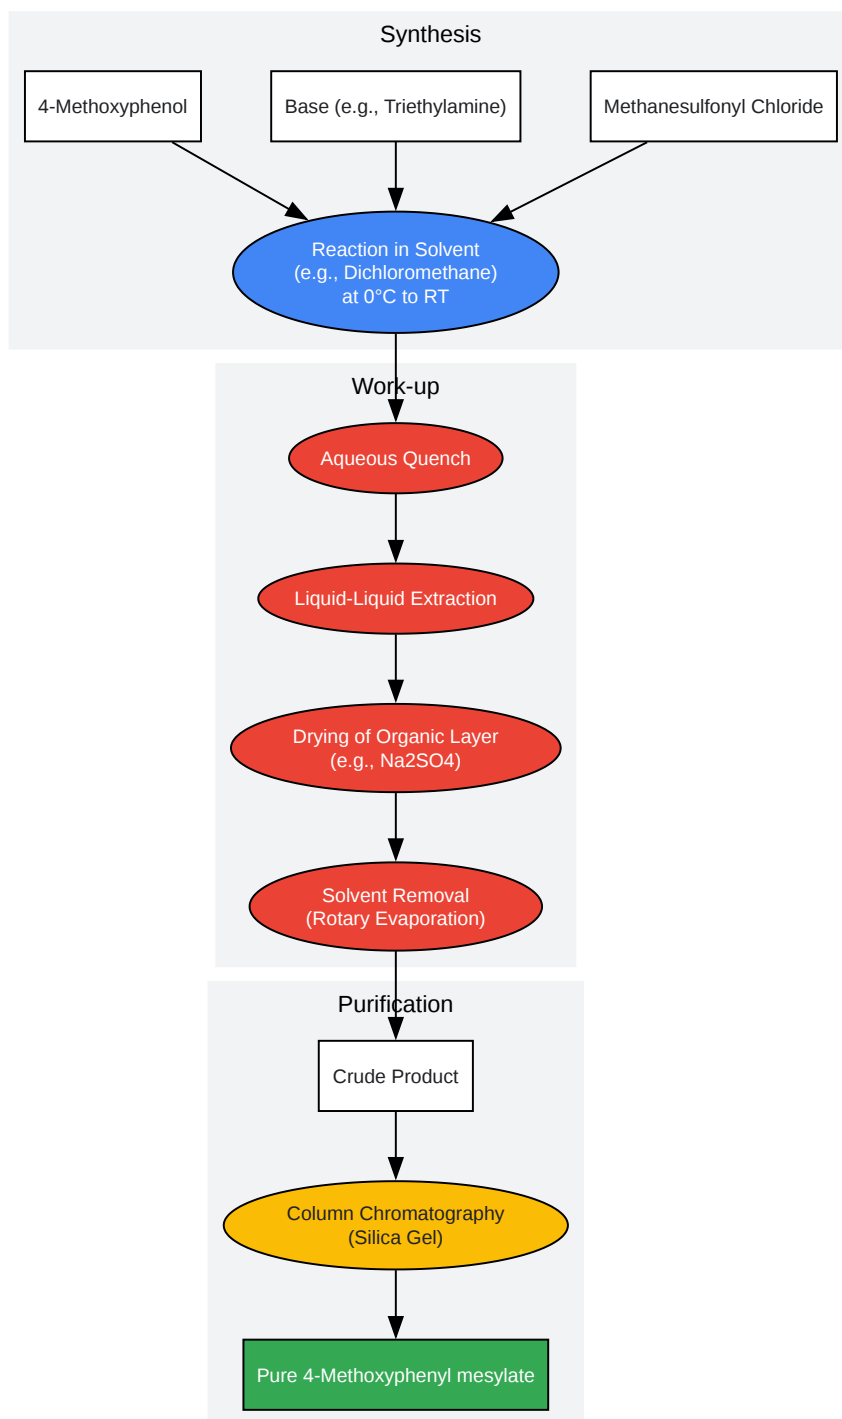 Synthesis
4-Methoxyphenol
Base (e.g., Triethylamine)
Methanesulfonyl Chloride
Reaction in Solvent
(e.g., Dichloromethane)
at 0°C to RT
Work-up
Aqueous Quench
Liquid-Liquid Extraction
Drying of Organic Layer
(e.g., Na2SO4)
Solvent Removal
(Rotary Evaporation)
Purification
Crude Product
Column Chromatography
(Silica Gel)
Pure 4-Methoxyphenyl mesylate